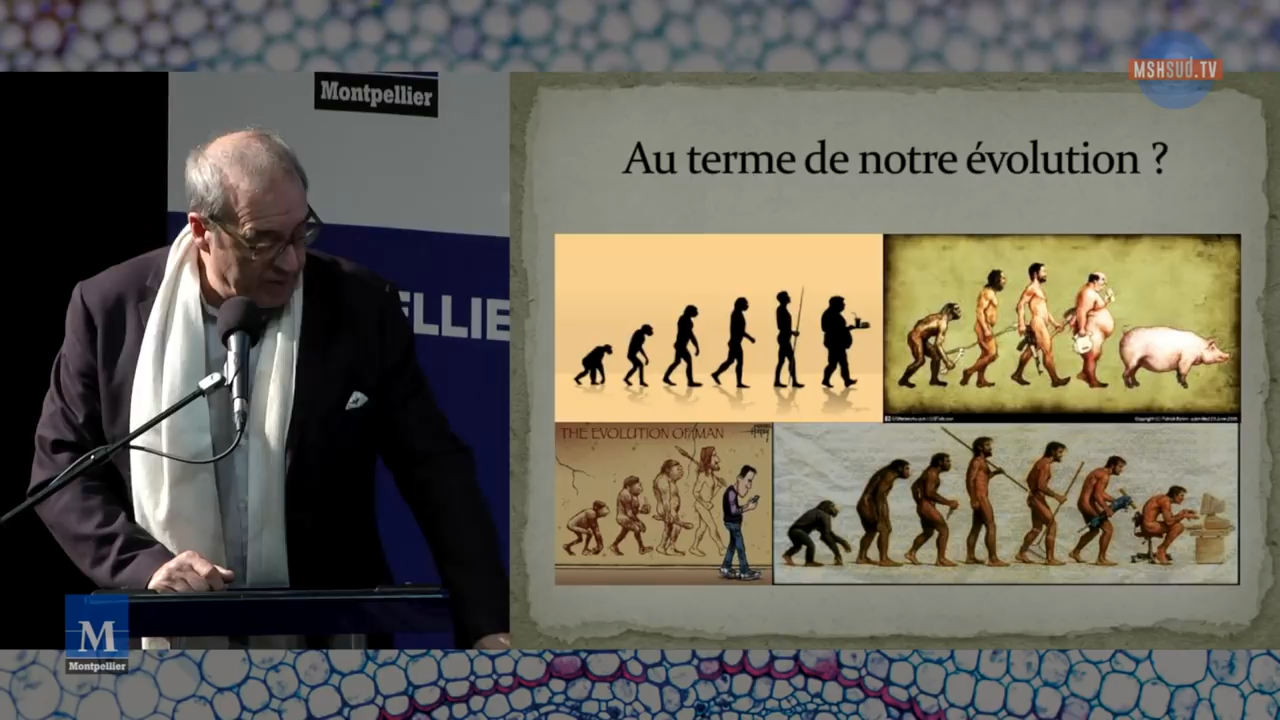 MSHSUD.TV
Montpellier
Au terme de notre évolution ?
ELLIE
THE EVOLUTION OF MAN
M
Montpellier